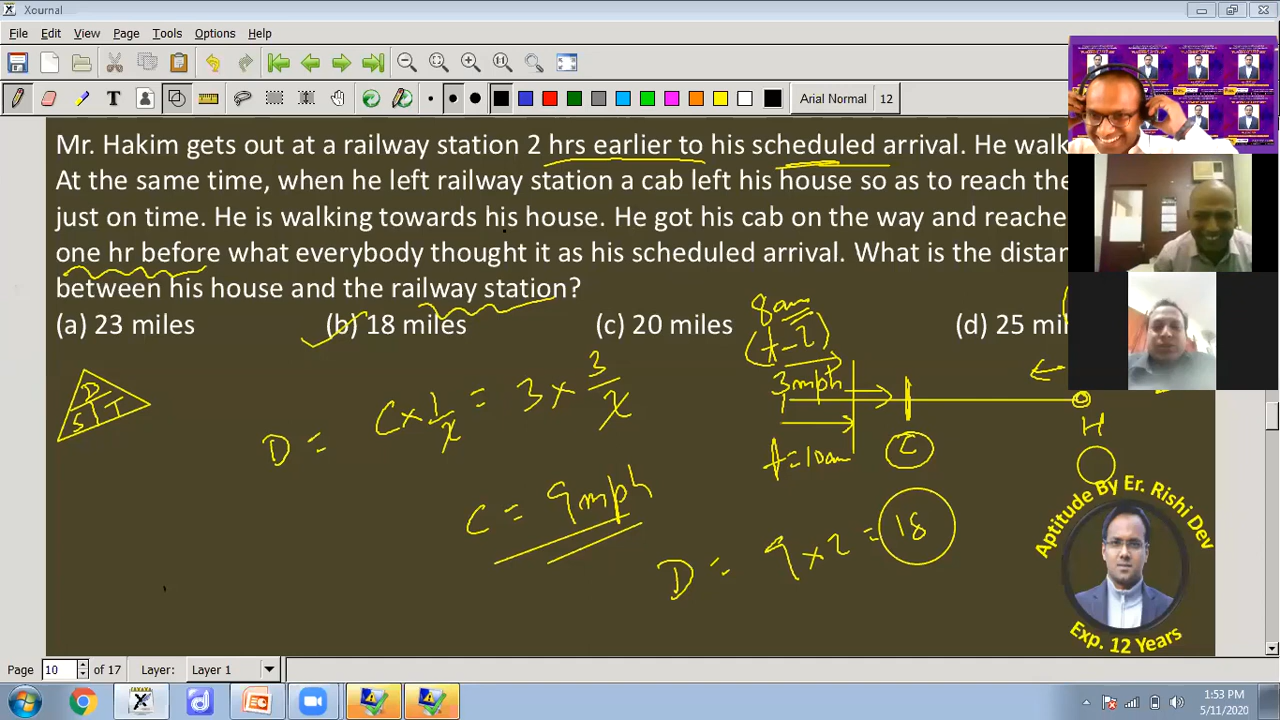 Xournal
File Edit View Page Tools Options Help
Arial Normal 12
Mr. Hakim gets out at a railway station 2 hrs earlier to his scheduled arrival. He walk
At the same time, when he left railway station a cab left his house so as to reach the
just on time. He is walking towards his house. He got his cab on the way and reache
one hr before what everybody thought it as his scheduled arrival. What is the distan
between his house and the railway station?
(a) 23 miles (b) 18 miles (c) 20 miles (d) 25 mil
8am
(t-2)
3mph
t=10am
H
D
S T
D = C × 1/x = 3 × 3/x
C = 9mph
D = 9 × 2 = 18
Aptitude By Er. Rishi Dev
Exp. 12 Years
Page 10 of 17 Layer: Layer 1
1:53 PM
5/11/2020